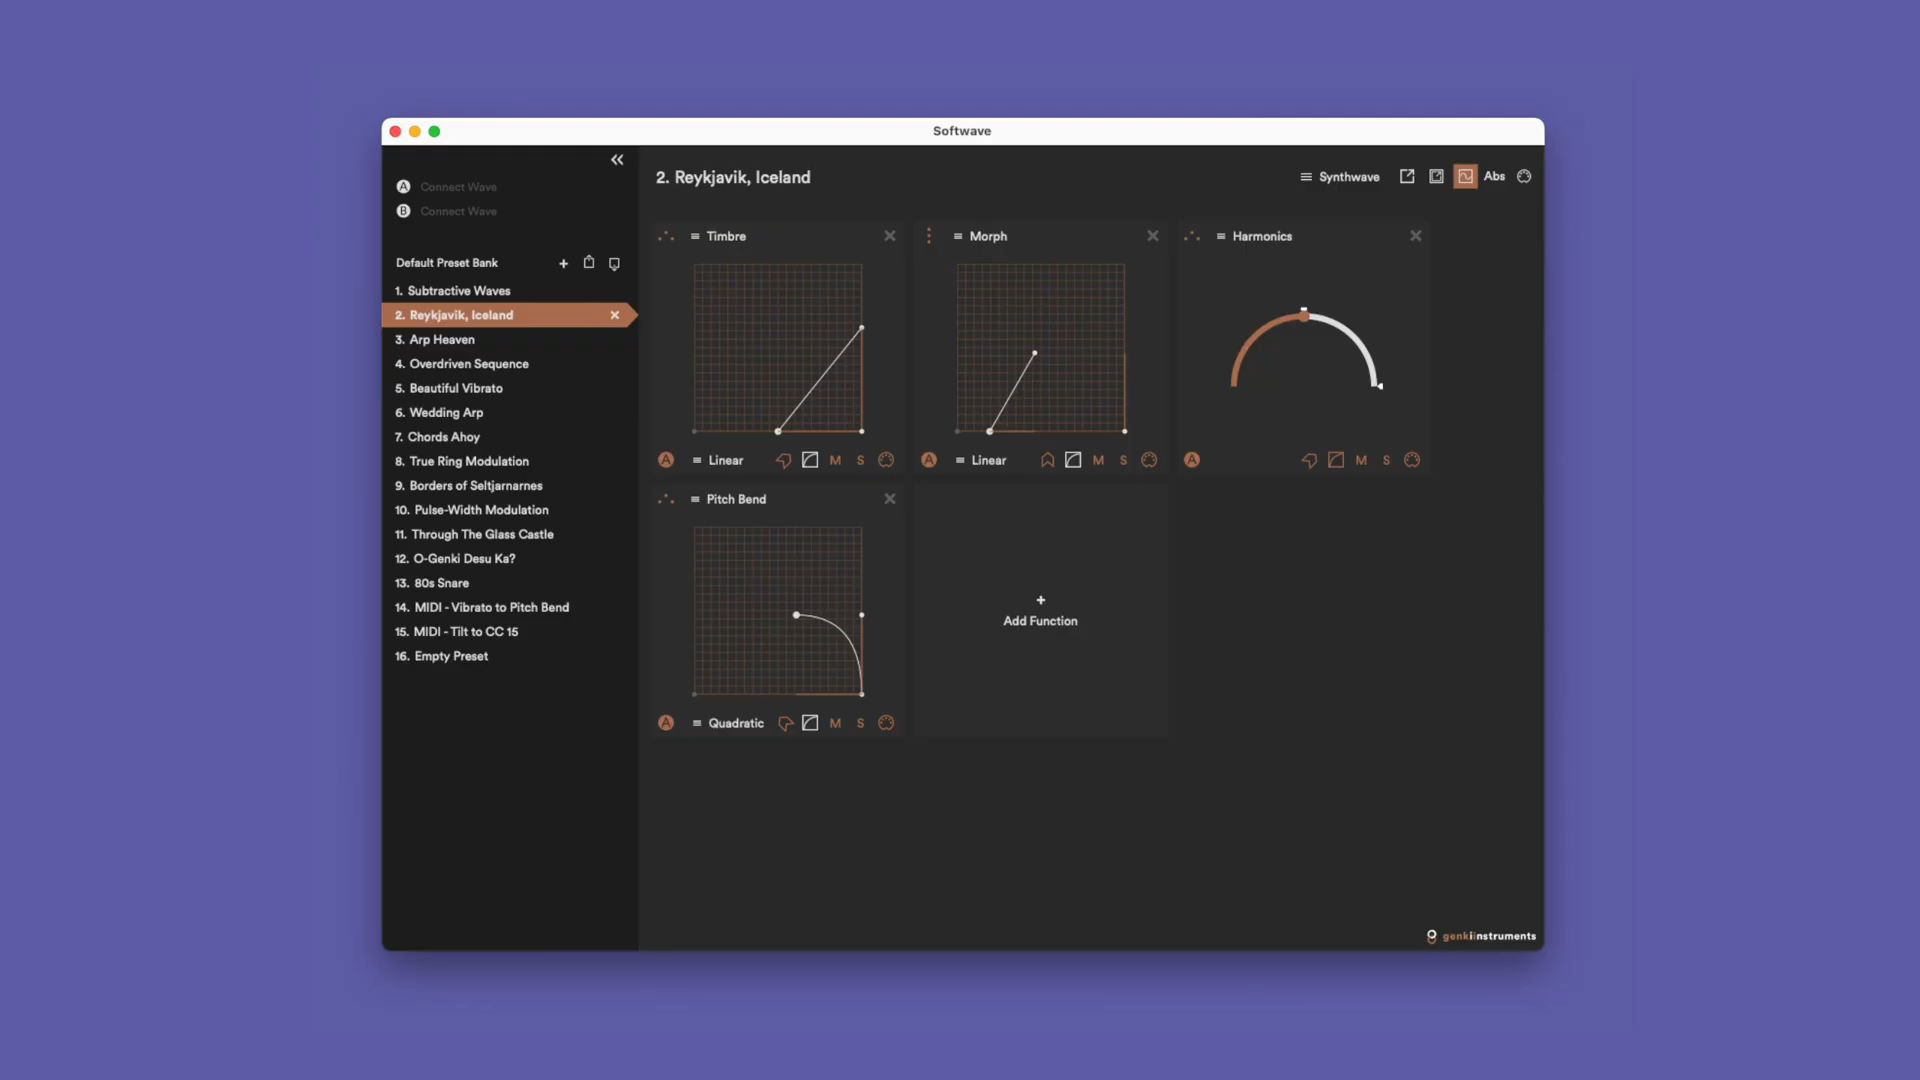 Softwave
A Connect Wave
B Connect Wave
Default Preset Bank
1. Subtractive Waves
2. Reykjavik, Iceland
3. Arp Heaven
4. Overdriven Sequence
5. Beautiful Vibrato
6. Wedding Arp
7. Chords Ahoy
8. True Ring Modulation
9. Borders of Seltjarnarnes
10. Pulse-Width Modulation
11. Through The Glass Castle
12. O-Genki Desu Ka?
13. 80s Snare
14. MIDI - Vibrato to Pitch Bend
15. MIDI - Tilt to CC 15
16. Empty Preset
2. Reykjavik, Iceland
Synthwave
Abs
Timbre
A Linear M S
Morph
A Linear M S
Harmonics
A M S
Pitch Bend
A Quadratic M S
Add Function
genkiinstruments